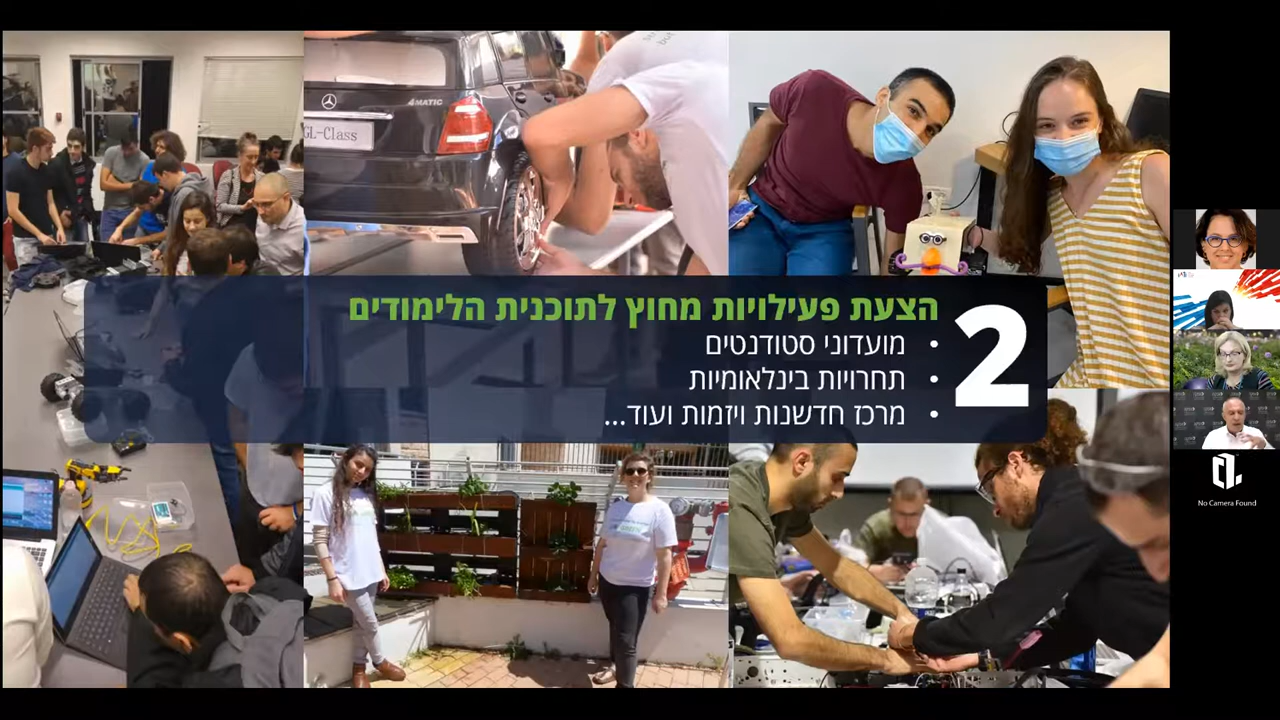 4MATIC
GL-Class
2
הצעת פעילויות מחוץ לתוכנית הלימודים
• מועדוני סטודנטים
• תחרויות בינלאומיות
• מרכז חדשנות ויזמות ועוד...
No Camera Found